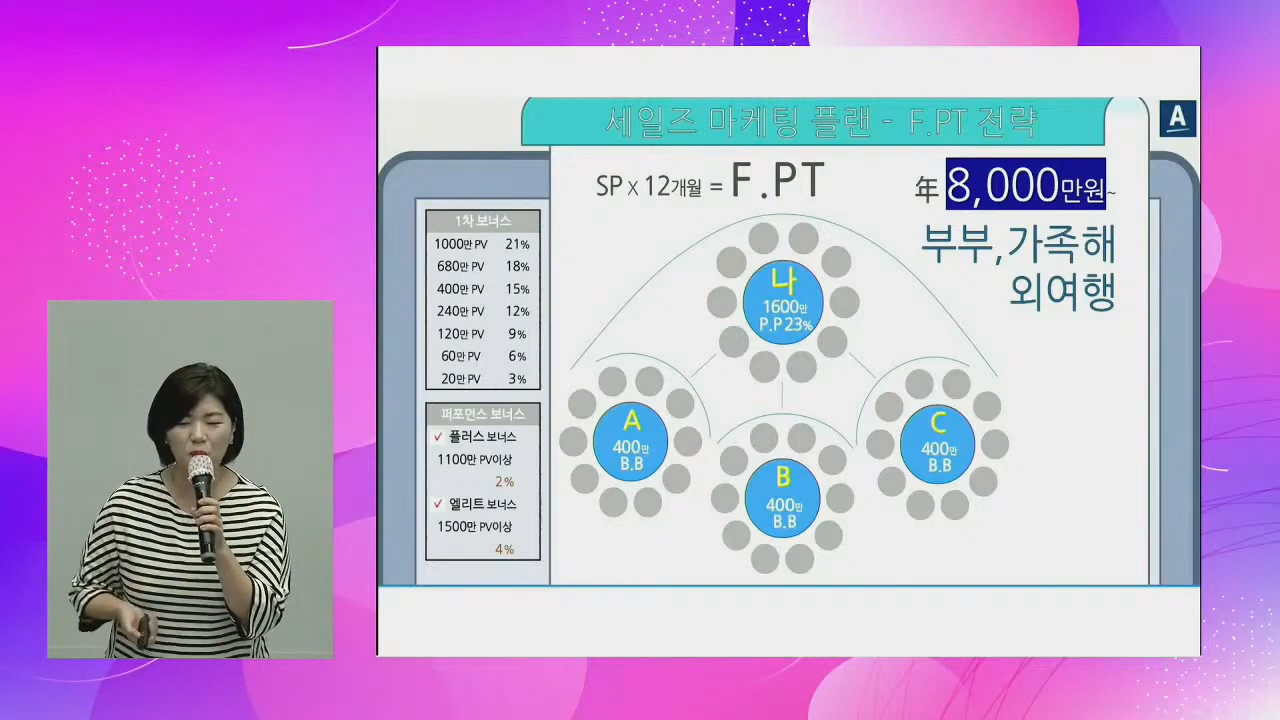 세일즈 마케팅 플랜 - F.PT 전략
A
SP X 12개월 = F.PT
年 8,000만원~
부부,가족해
외여행
1차 보너스
1000만 PV 21%
680만 PV 18%
400만 PV 15%
240만 PV 12%
120만 PV 9%
60만 PV 6%
20만 PV 3%
퍼포먼스 보너스
✓ 플러스 보너스
1100만 PV이상
2%
✓ 엘리트 보너스
1500만 PV이상
4%
나
1600만
P.P 23%
A
400만
B.B
B
400만
B.B
C
400만
B.B